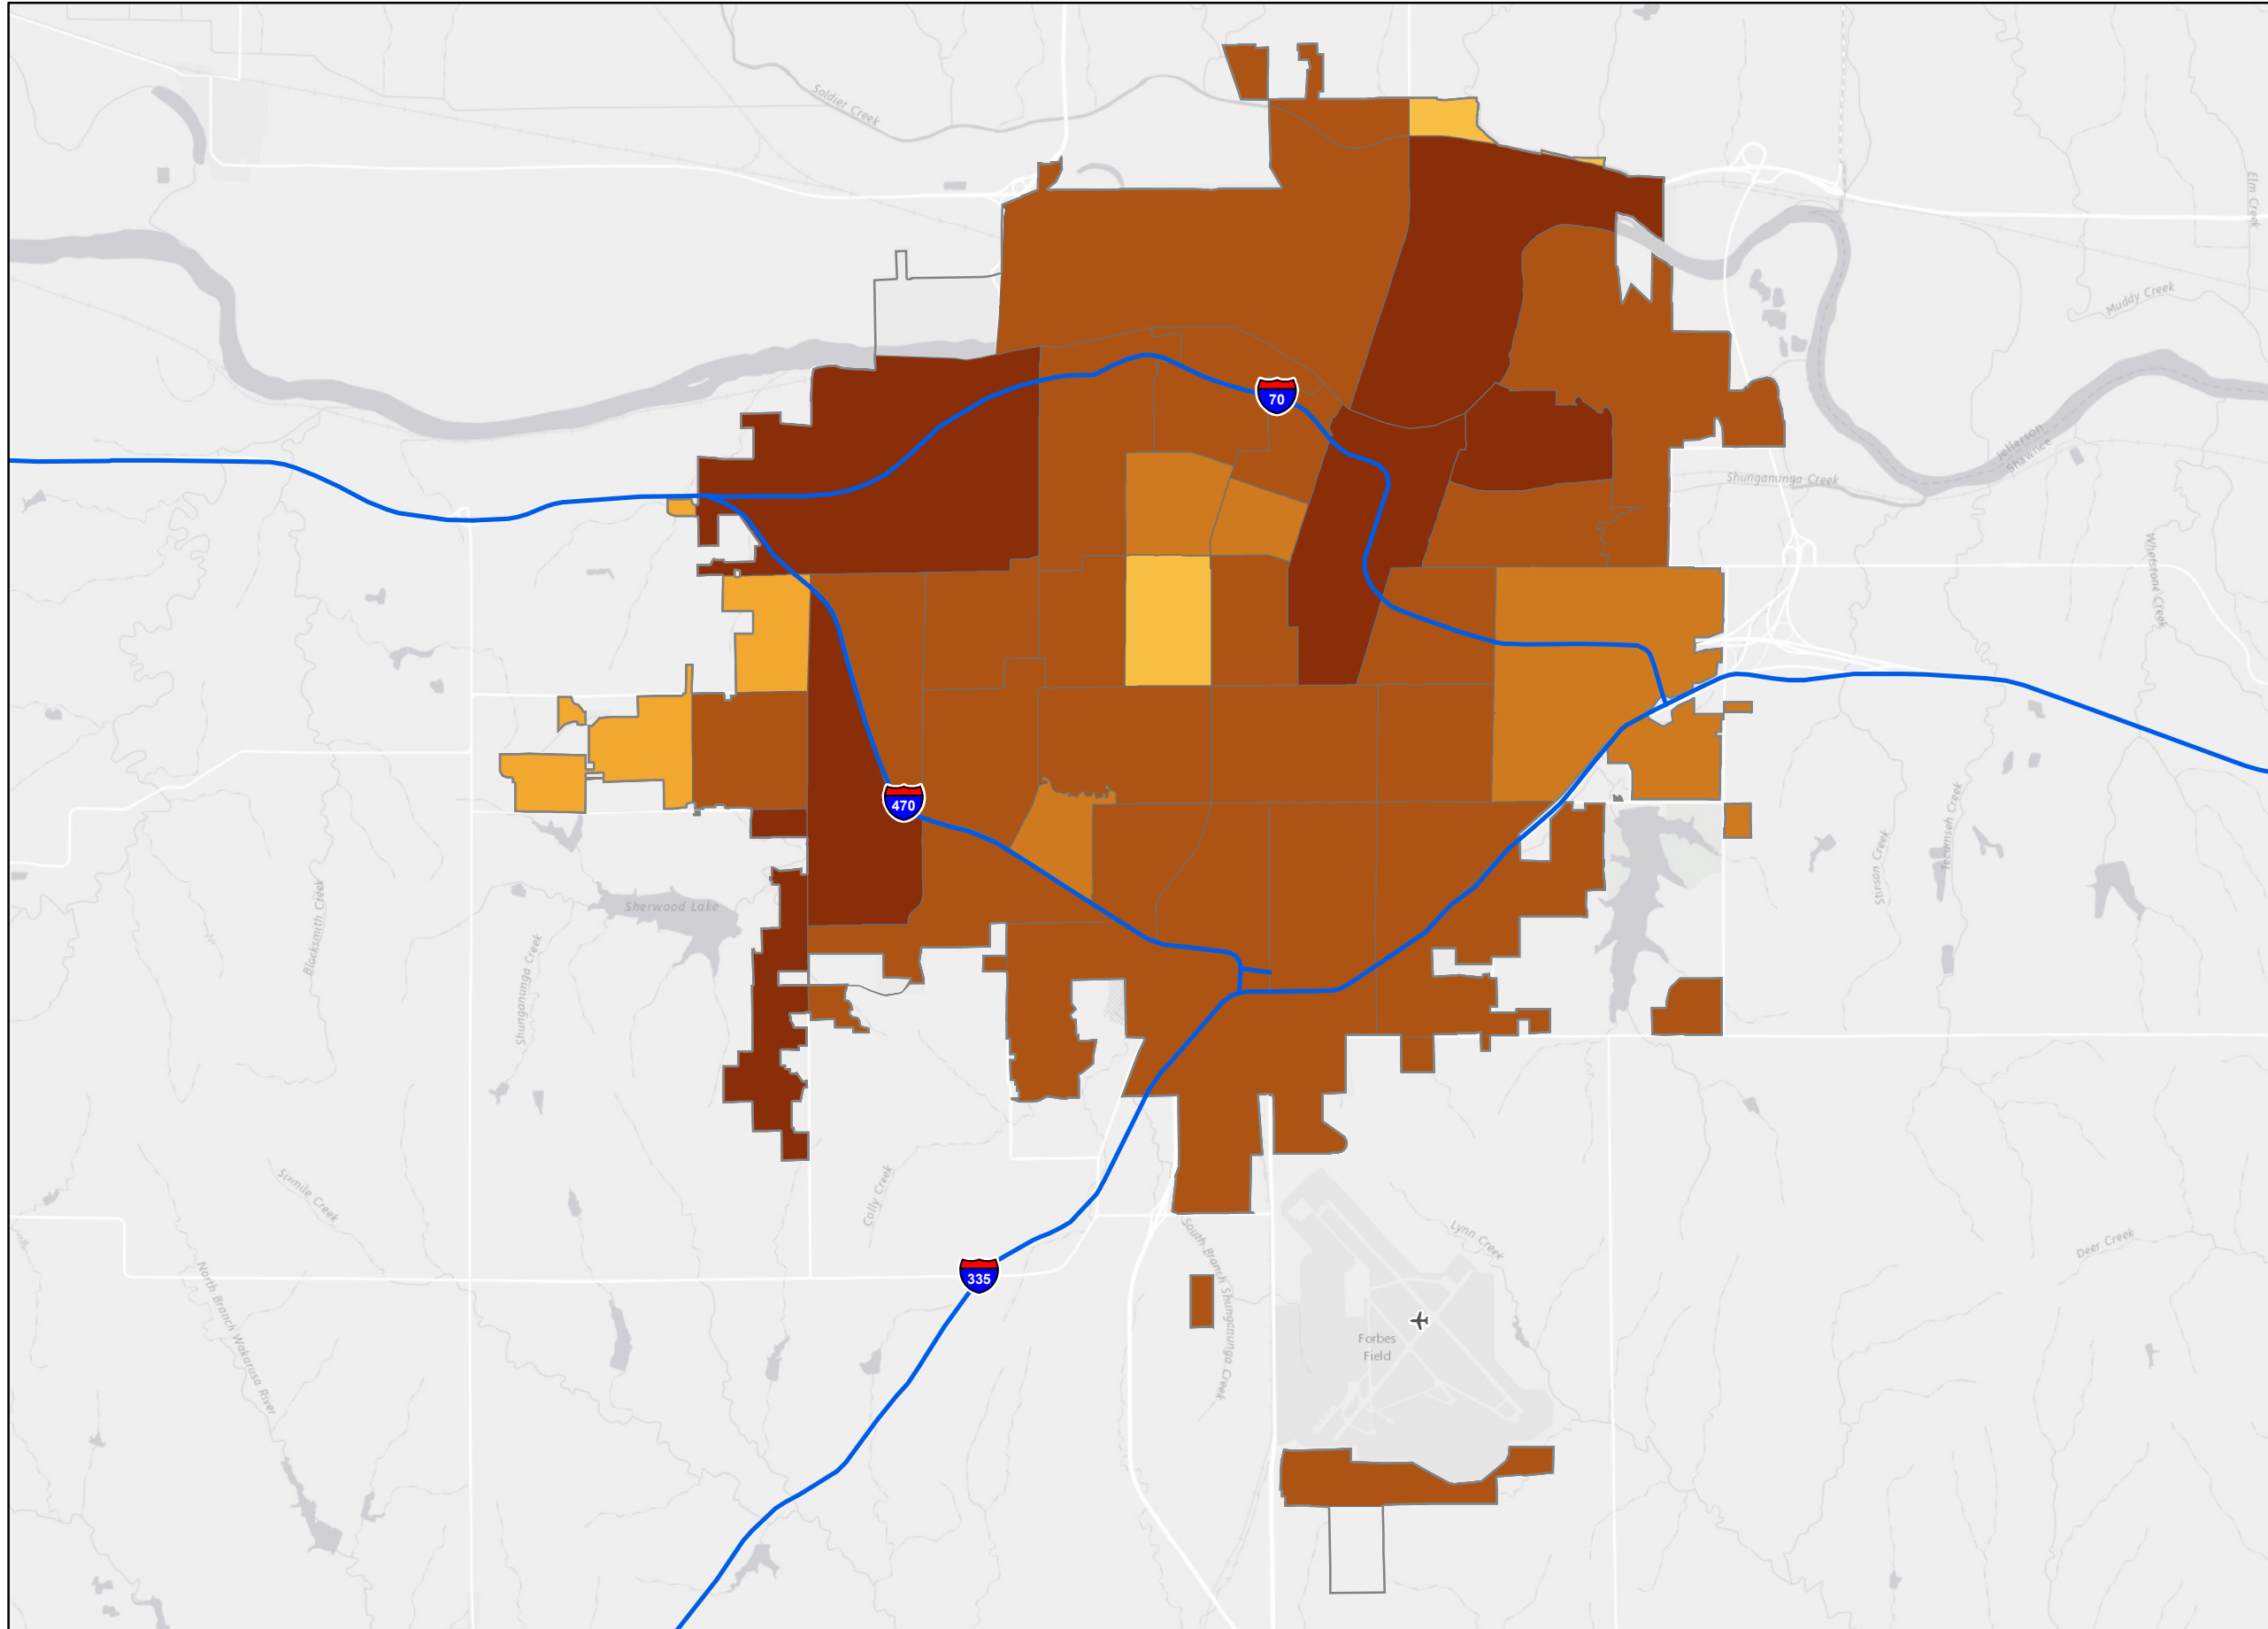 Soldier Creek
Elm Creek
Muddy Creek
70
Jefferson
Shawnee
Shunganunga Creek
Whetstone Creek
470
Stinson Creek
Tecumseh Creek
Blacksmith Creek
Sherwood Lake
Shunganunga Creek
Sixmile Creek
Colly Creek
South Branch Shunganunga Creek
Lynn Creek
Deer Creek
North Branch Wakarusa River
335
Forbes
Field